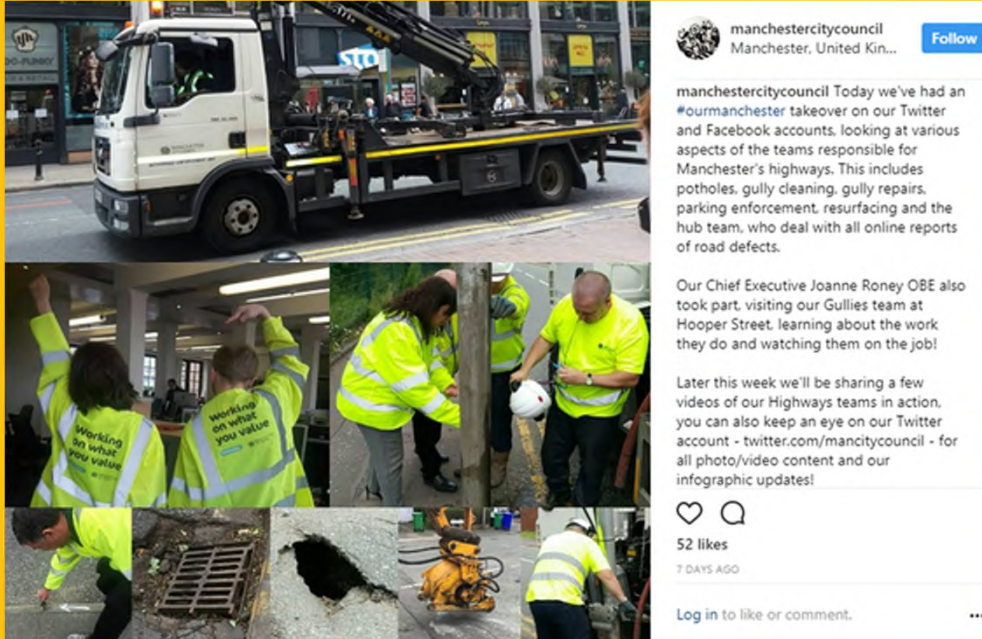 manchestercitycouncil
Manchester, United Kin...
Follow
manchestercitycouncil Today we've had an
#ourmanchester takeover on our Twitter
and Facebook accounts, looking at various
aspects of the teams responsible for
Manchester's highways. This includes
potholes, gully cleaning, gully repairs,
parking enforcement, resurfacing and the
hub team, who deal with all online reports
of road defects.
Our Chief Executive Joanne Roney OBE also
took part, visiting our Gullies team at
Hooper Street, learning about the work
they do and watching them on the job!
Later this week we'll be sharing a few
videos of our Highways teams in action,
you can also keep an eye on our Twitter
account - twitter.com/mancitycouncil - for
all photo/video content and our
infographic updates!
52 likes
7 DAYS AGO
Log in to like or comment.
sto
Working
on what
you value
Working
on what
you value